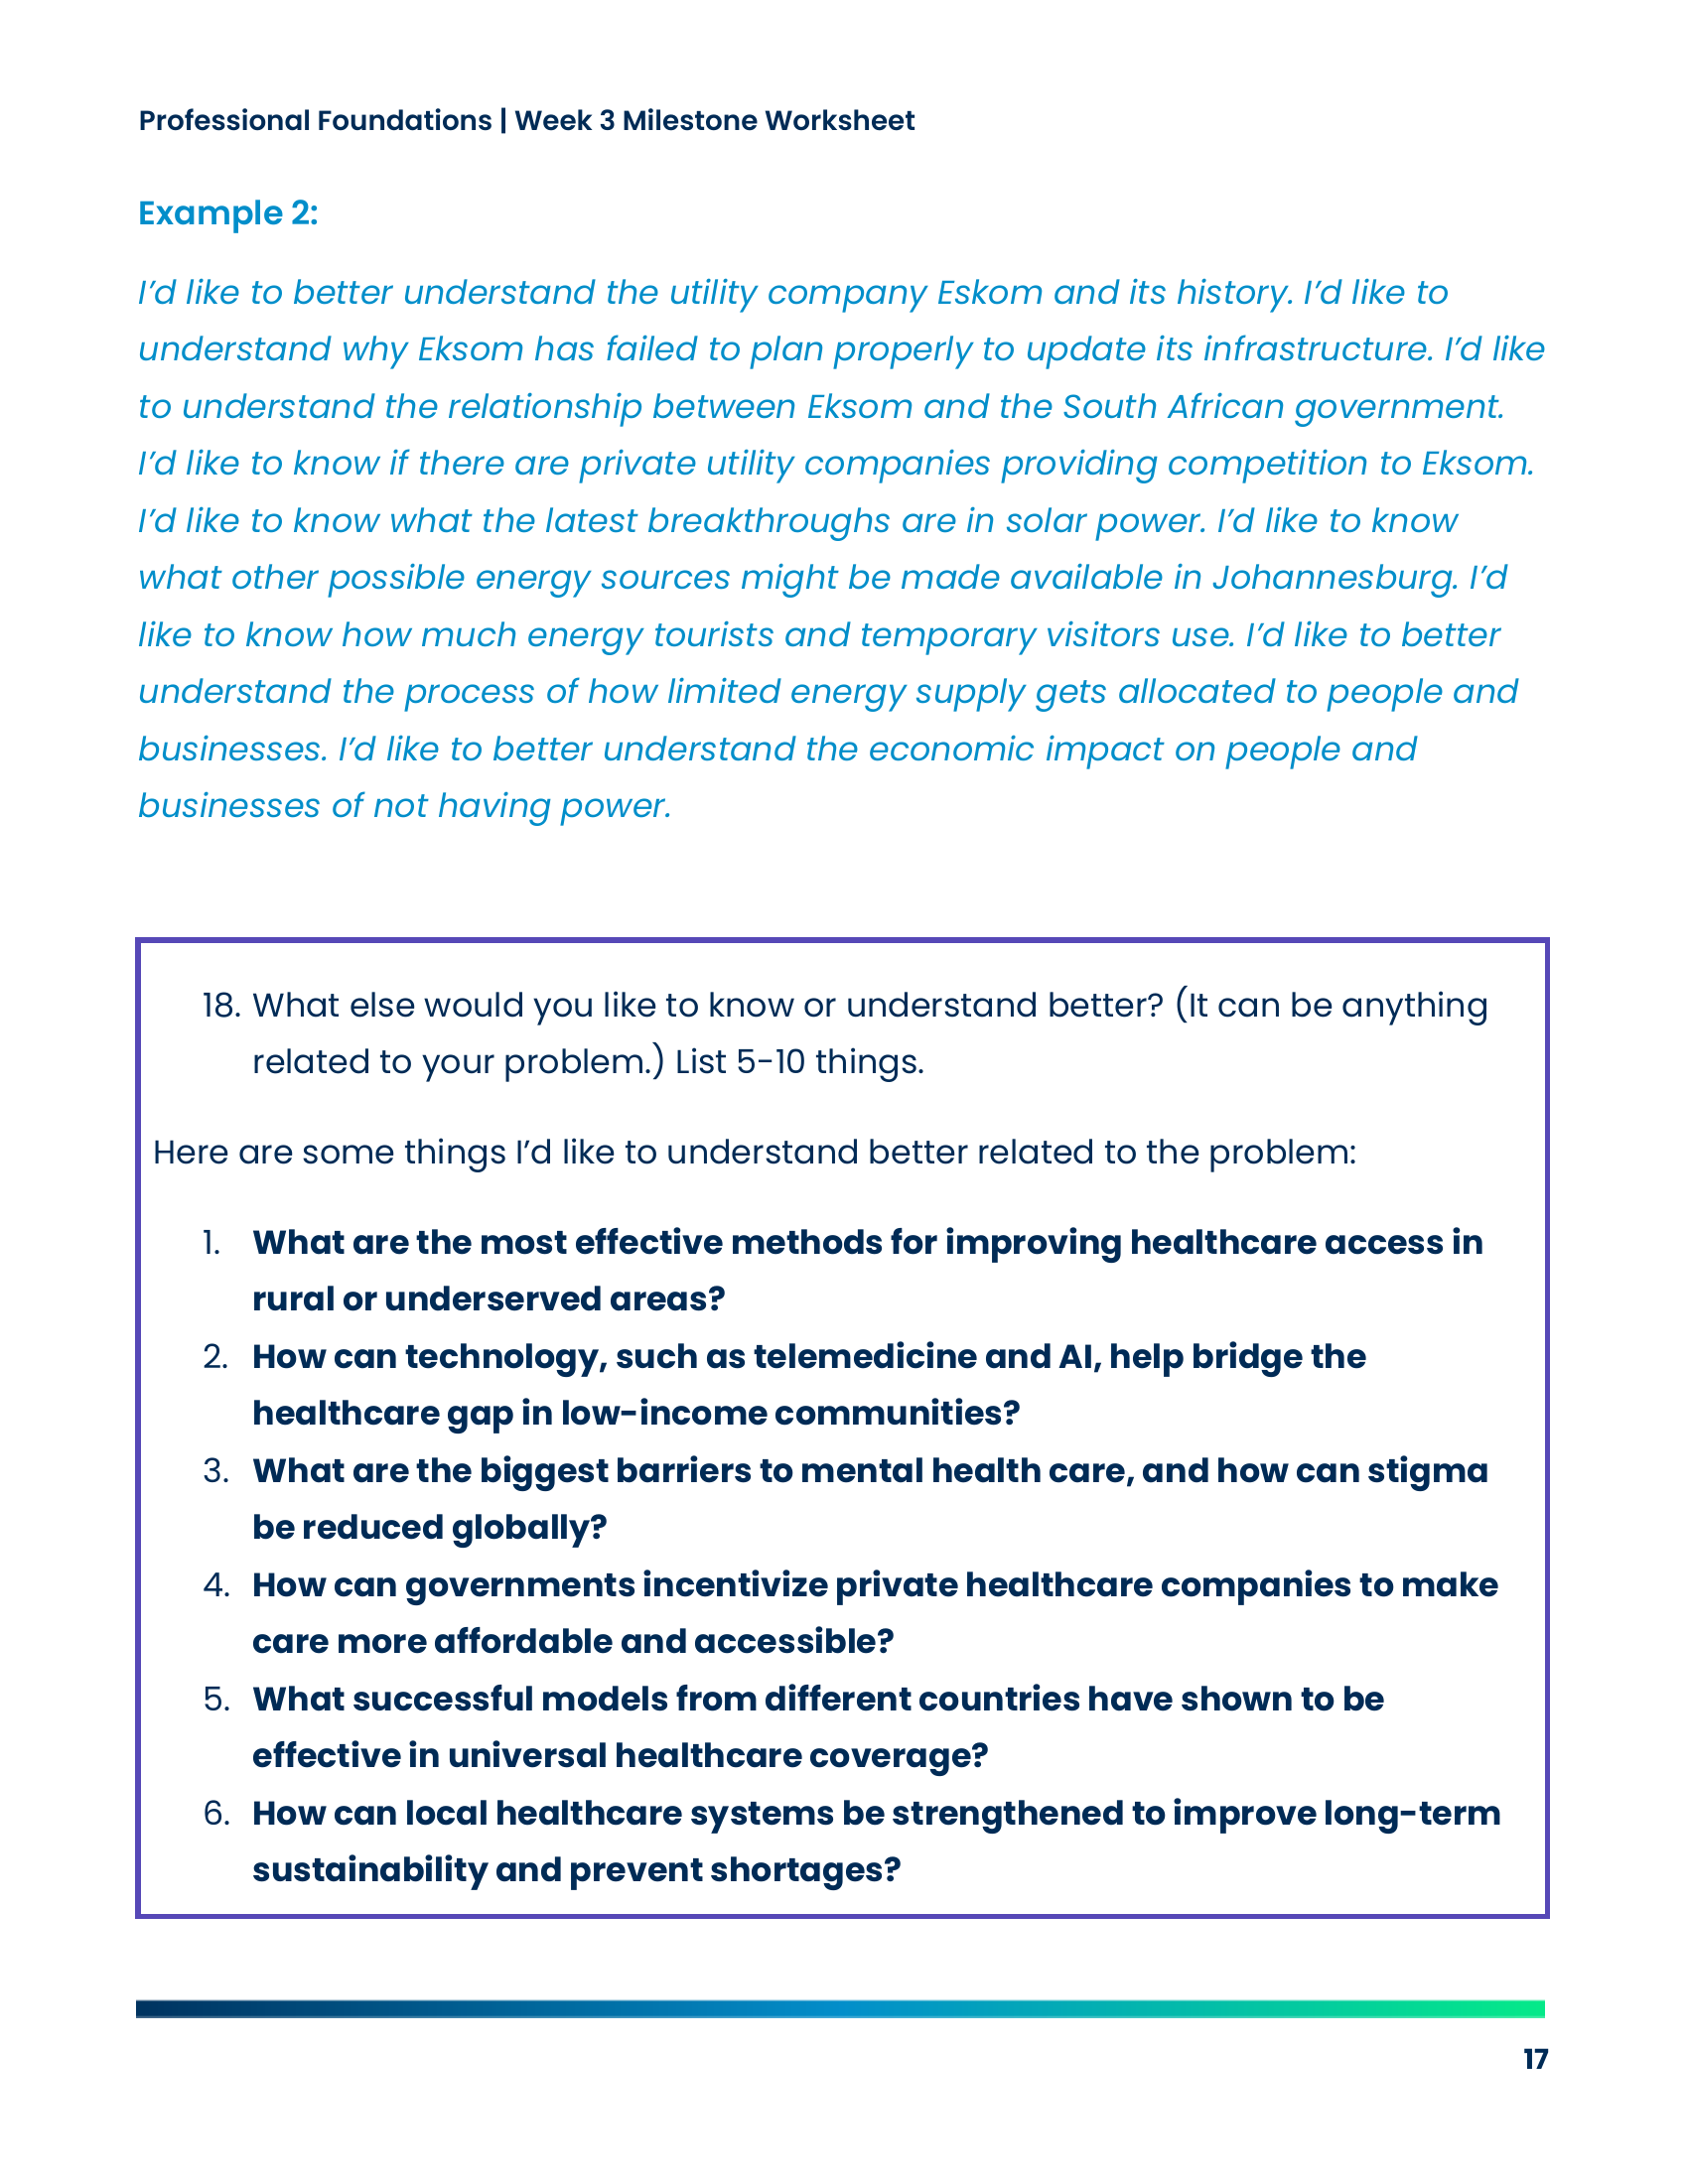 Professional Foundations | Week 3 Milestone Worksheet
Example 2:
I’d like to better understand the utility company Eskom and its history. I’d like to
understand why Eksom has failed to plan properly to update its infrastructure. I’d like
to understand the relationship between Eksom and the South African government.
I’d like to know if there are private utility companies providing competition to Eksom.
I’d like to know what the latest breakthroughs are in solar power. I’d like to know
what other possible energy sources might be made available in Johannesburg. I’d
like to know how much energy tourists and temporary visitors use. I’d like to better
understand the process of how limited energy supply gets allocated to people and
businesses. I’d like to better understand the economic impact on people and
businesses of not having power.
18. What else would you like to know or understand better? (It can be anything
related to your problem.) List 5-10 things.
Here are some things I’d like to understand better related to the problem:
1. What are the most effective methods for improving healthcare access in
rural or underserved areas?
2. How can technology, such as telemedicine and AI, help bridge the
healthcare gap in low-income communities?
3. What are the biggest barriers to mental health care, and how can stigma
be reduced globally?
4. How can governments incentivize private healthcare companies to make
care more affordable and accessible?
5. What successful models from different countries have shown to be
effective in universal healthcare coverage?
6. How can local healthcare systems be strengthened to improve long-term
sustainability and prevent shortages?
17